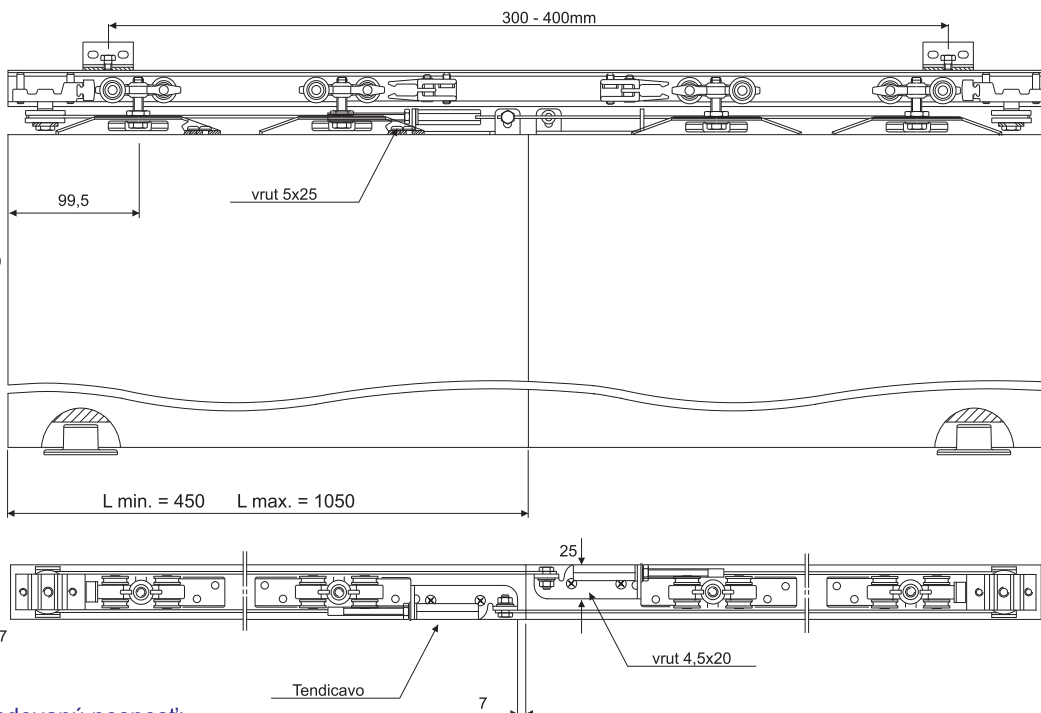 300 - 400mm
99,5
vrut 5x25
L min. = 450 L max. = 1050
25
7
vrut 4,5x20
Tendicavo
7